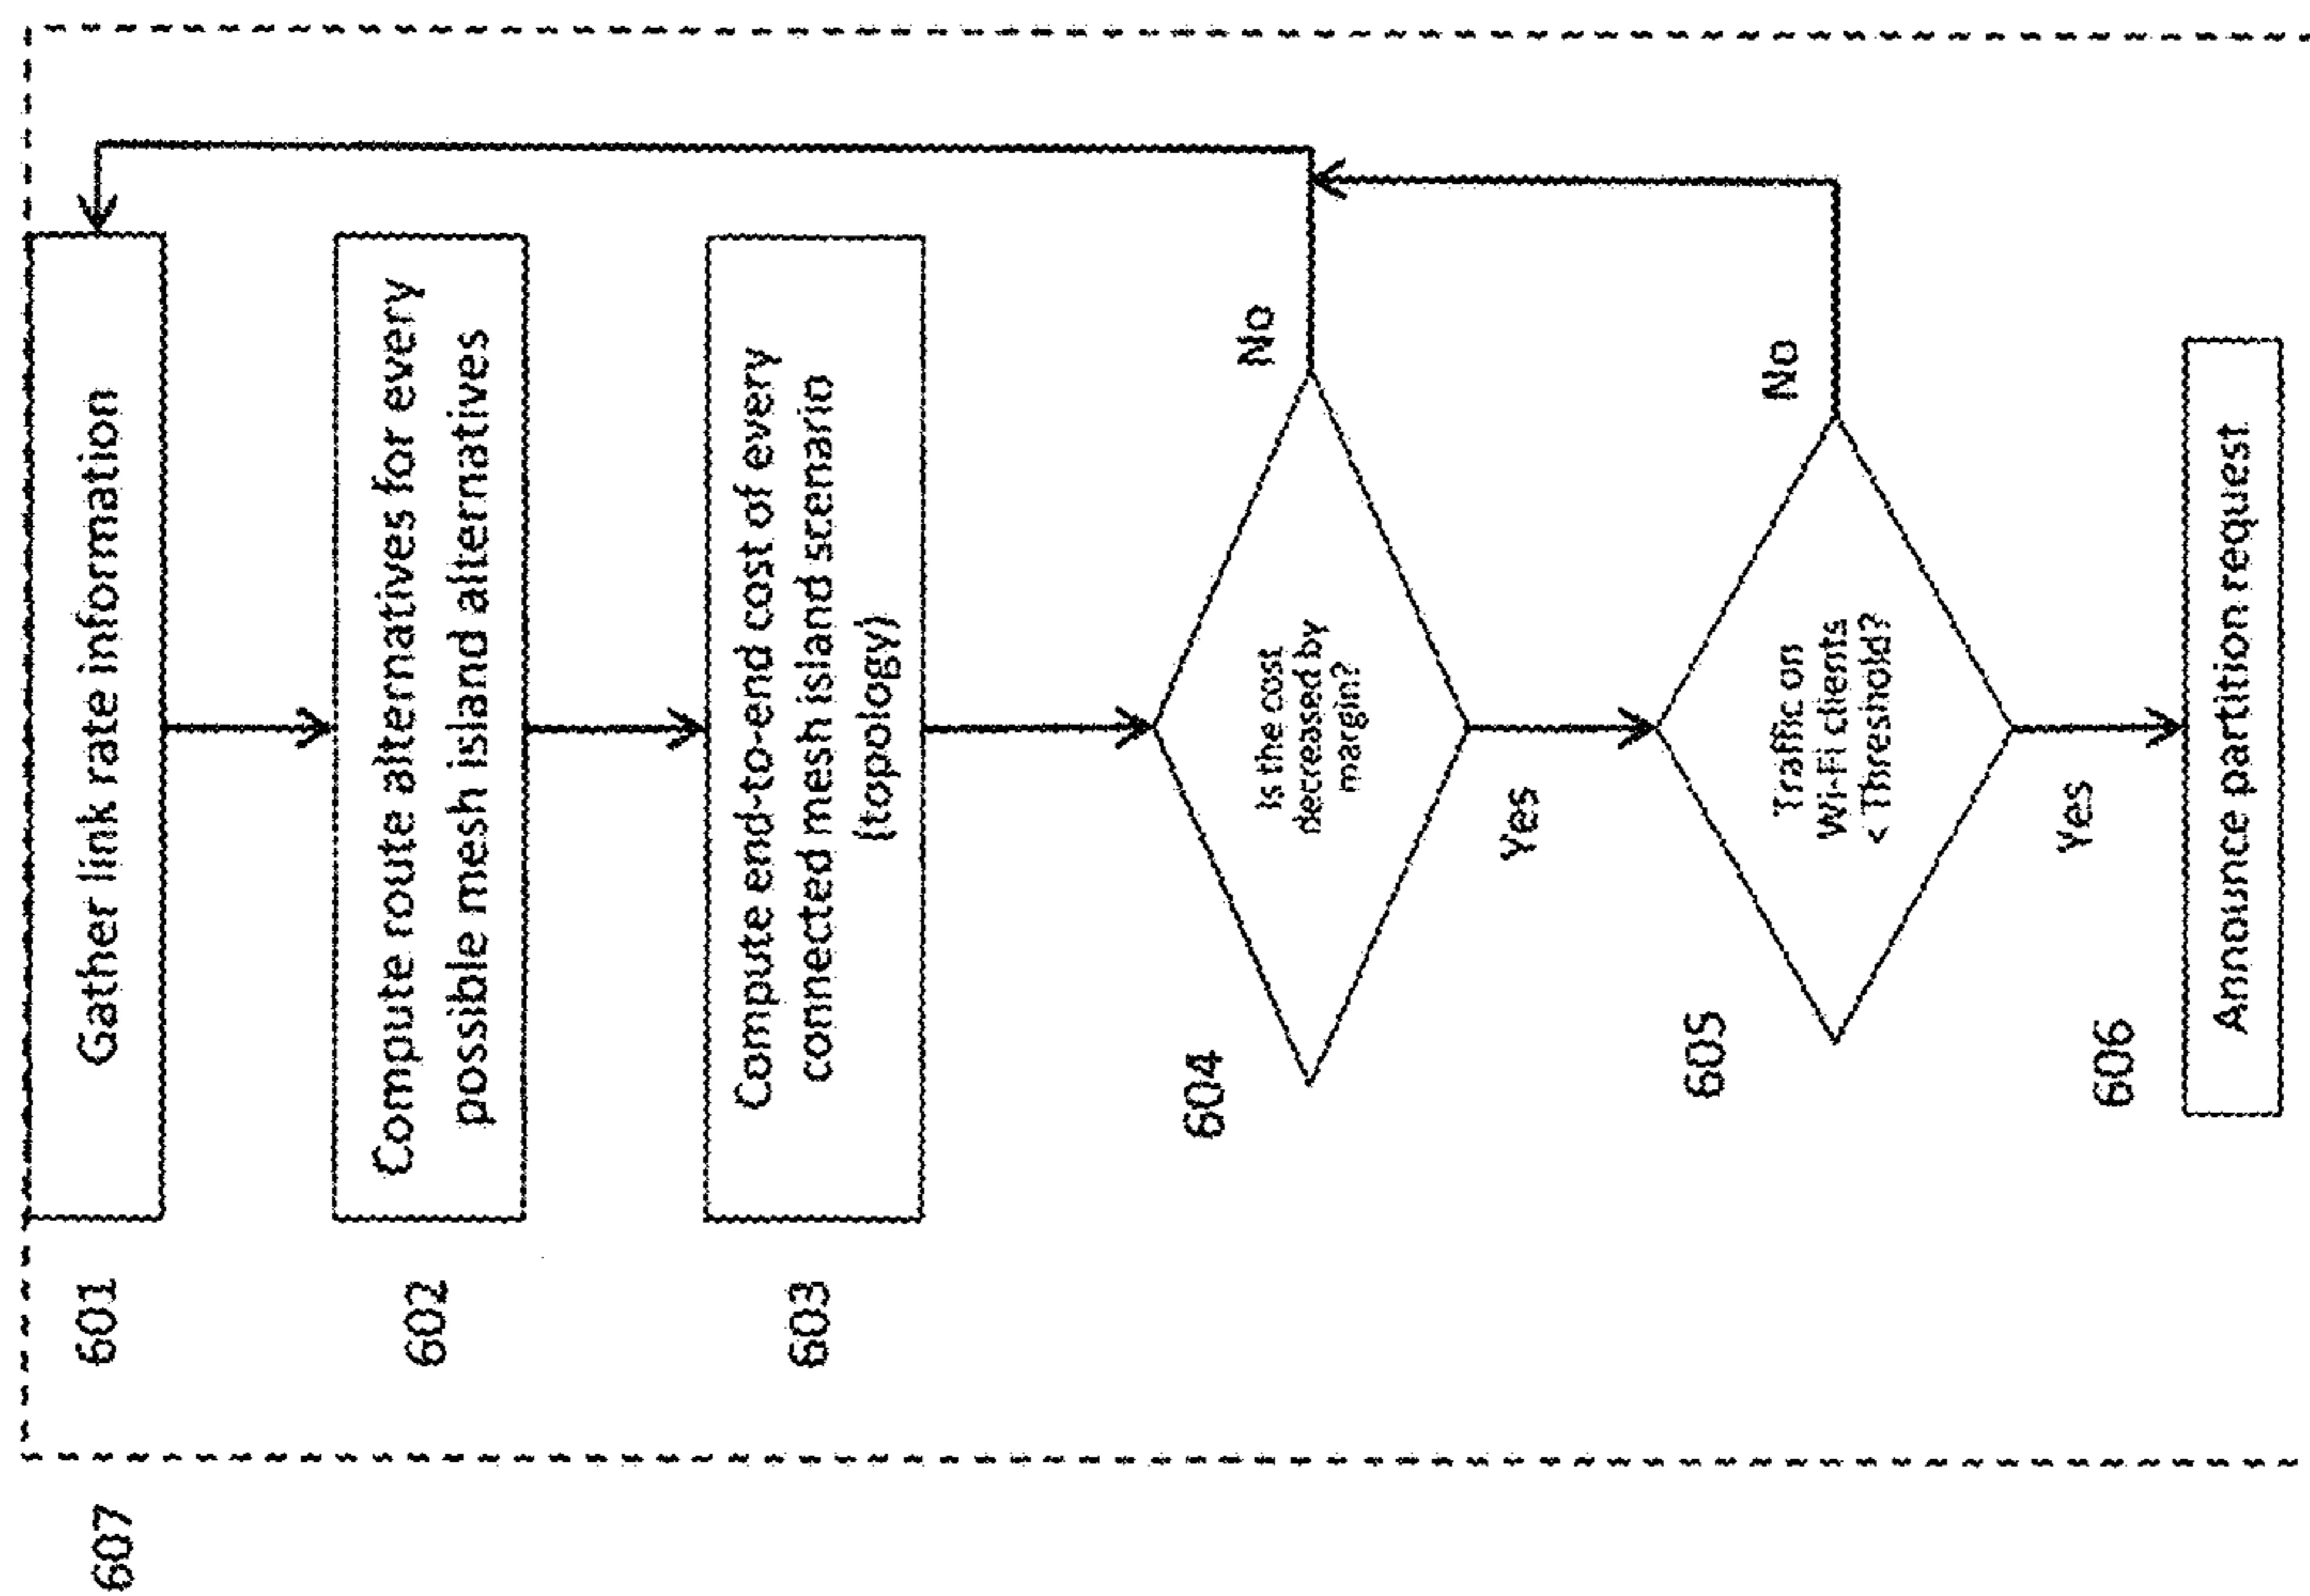 607
601
Gather link rate information
602
Compute route alternatives for every
possible mesh island alternatives
603
Compute end-to-end cost of every
connected mesh island scenario
(topology)
604
Is the cost
decreased by
margin?
No
Yes
605
Traffic on
Wi-Fi clients
< Threshold?
No
Yes
606
Announce partition request